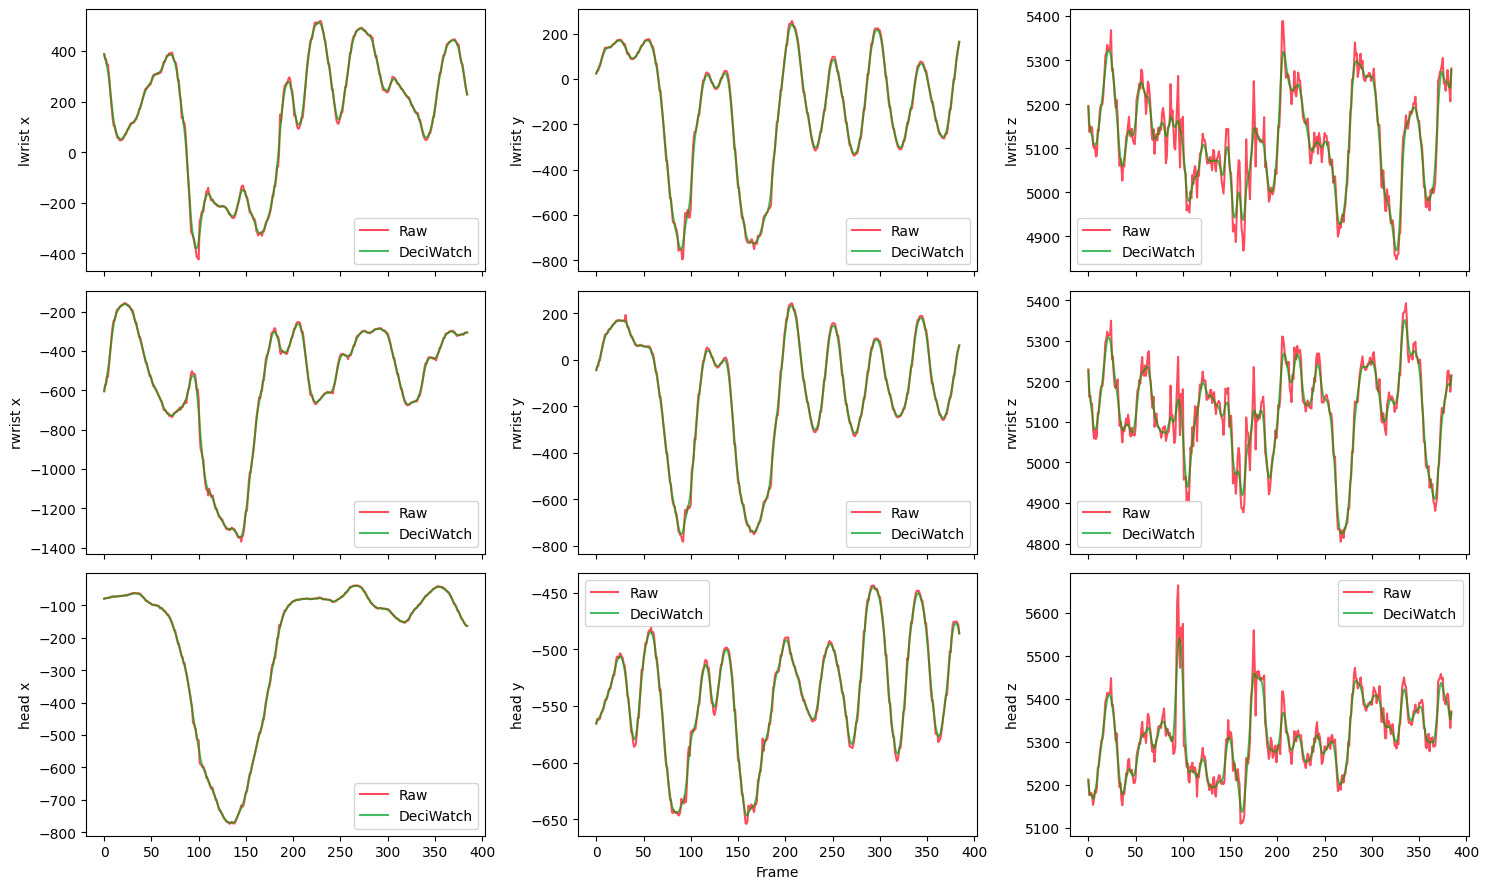 lwrist x
400
200
0
−200
−400
Raw
DeciWatch
lwrist y
200
0
−200
−400
−600
−800
Raw
DeciWatch
lwrist z
5400
5300
5200
5100
5000
4900
Raw
DeciWatch
rwrist x
−200
−400
−600
−800
−1000
−1200
−1400
Raw
DeciWatch
rwrist y
200
0
−200
−400
−600
−800
Raw
DeciWatch
rwrist z
5400
5300
5200
5100
5000
4900
4800
Raw
DeciWatch
head x
−100
−200
−300
−400
−500
−600
−700
−800
Raw
DeciWatch
0 50 100 150 200 250 300 350 400
head y
−450
−500
−550
−600
−650
Raw
DeciWatch
0 50 100 150 200 250 300 350 400
Frame
head z
5600
5500
5400
5300
5200
5100
Raw
DeciWatch
0 50 100 150 200 250 300 350 400